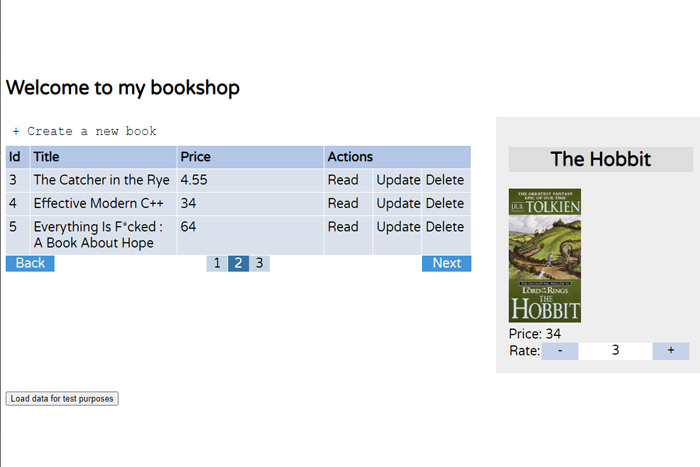 Welcome to my bookshop
+ Create a new book
Id Title Price Actions
3 The Catcher in the Rye 4.55 Read Update Delete
4 Effective Modern C++ 34 Read Update Delete
5 Everything Is F*cked : 64 Read Update Delete
A Book About Hope
Back 1 2 3 Next
Load data for test purposes
The Hobbit
THE GREATEST FANTASY
EPIC OF OUR TIME
J.R.R. TOLKIEN
THE LORD OF THE RINGS
THE
HOBBIT
Price: 34
Rate: - 3 +